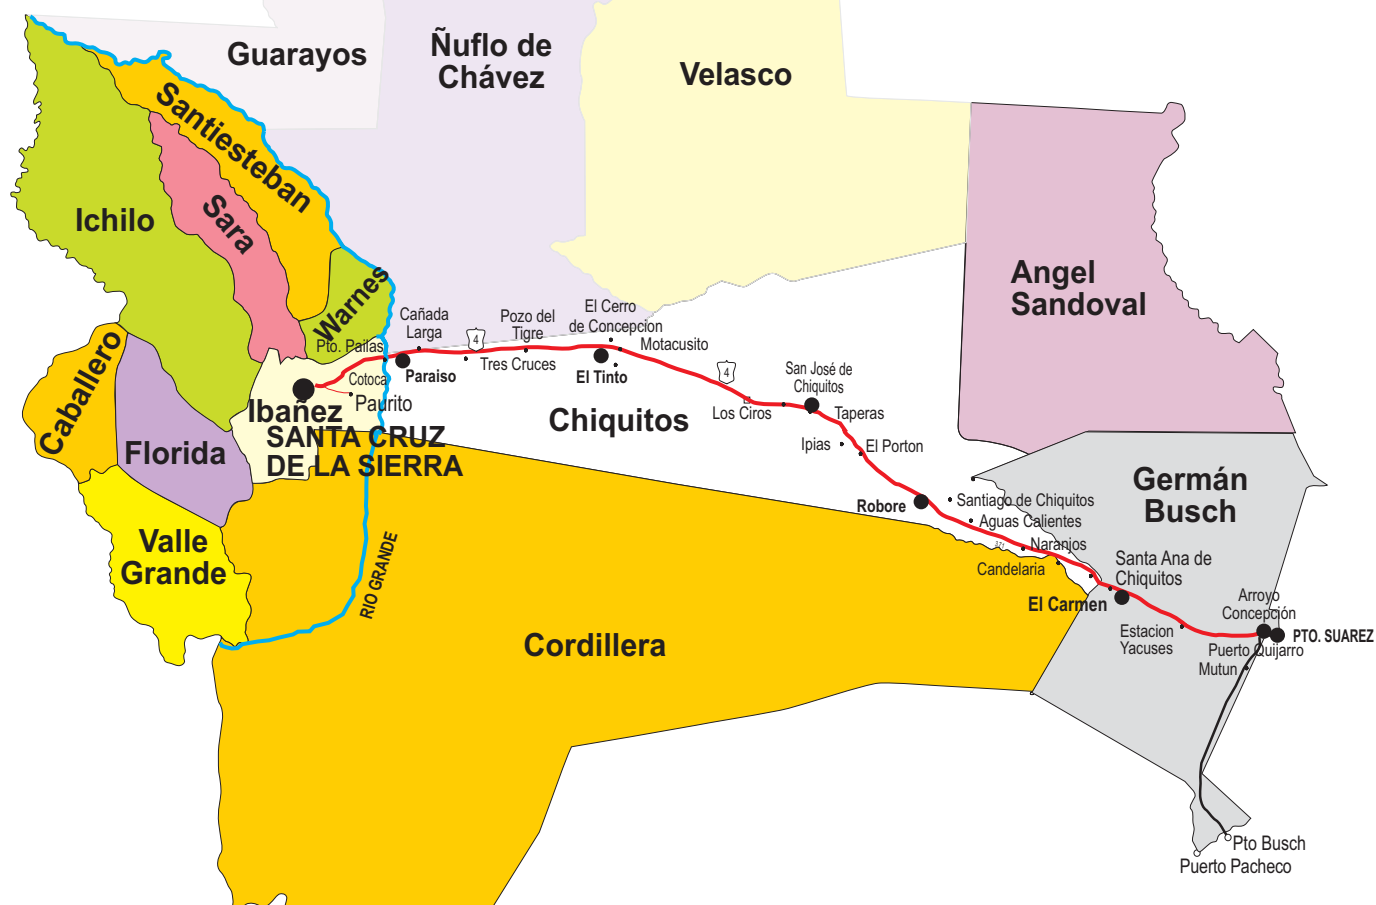 Guarayos
Ñuflo de
Chávez
Velasco
Santiesteban
Sara
Ichilo
Angel
Sandoval
Warnes
Cañada
Larga
4
Pozo del
Tigre
El Cerro
de Concepcion
Motacusito
Pto. Pailas
Tres Cruces
Paraiso
El Tinto
4
San José de
Chiquitos
Cotoca
Paurito
Ibañez
SANTA CRUZ
DE LA SIERRA
Caballero
Florida
Chiquitos
Los Ciros
Taperas
Ipias
El Porton
Germán
Busch
Robore
Santiago de Chiquitos
Aguas Calientes
Naranjos
Candelaria
Santa Ana de
Chiquitos
El Carmen
Valle
Grande
RIO GRANDE
Cordillera
Estacion
Yacuses
Arroyo
Concepción
PTO. SUAREZ
Puerto Quijarro
Mutun
Pto Busch
Puerto Pacheco